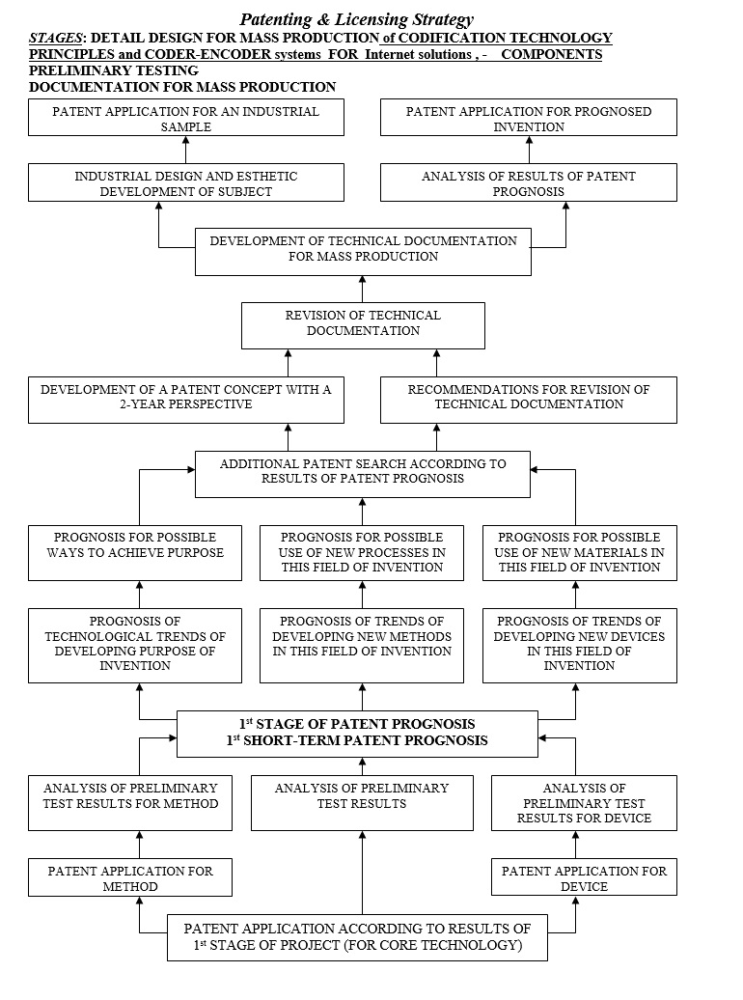 Patenting & Licensing Strategy
STAGES: DETAIL DESIGN FOR MASS PRODUCTION of CODIFICATION TECHNOLOGY
PRINCIPLES and CODER-ENCODER systems FOR Internet solutions , - COMPONENTS
PRELIMINARY TESTING
DOCUMENTATION FOR MASS PRODUCTION
PATENT APPLICATION FOR AN INDUSTRIAL
SAMPLE
PATENT APPLICATION FOR PROGNOSED
INVENTION
INDUSTRIAL DESIGN AND ESTHETIC
DEVELOPMENT OF SUBJECT
ANALYSIS OF RESULTS OF PATENT
PROGNOSIS
DEVELOPMENT OF TECHNICAL DOCUMENTATION
FOR MASS PRODUCTION
REVISION OF TECHNICAL
DOCUMENTATION
DEVELOPMENT OF A PATENT CONCEPT WITH A
2-YEAR PERSPECTIVE
RECOMMENDATIONS FOR REVISION OF
TECHNICAL DOCUMENTATION
ADDITIONAL PATENT SEARCH ACCORDING TO
RESULTS OF PATENT PROGNOSIS
PROGNOSIS FOR POSSIBLE
WAYS TO ACHIEVE PURPOSE
PROGNOSIS FOR POSSIBLE
USE OF NEW PROCESSES IN
THIS FIELD OF INVENTION
PROGNOSIS FOR POSSIBLE
USE OF NEW MATERIALS IN
THIS FIELD OF INVENTION
PROGNOSIS OF
TECHNOLOGICAL TRENDS OF
DEVELOPING PURPOSE OF
INVENTION
PROGNOSIS OF TRENDS OF
DEVELOPING NEW METHODS
IN THIS FIELD OF INVENTION
PROGNOSIS OF TRENDS OF
DEVELOPING NEW DEVICES
IN THIS FIELD OF
INVENTION
1st STAGE OF PATENT PROGNOSIS
1st SHORT-TERM PATENT PROGNOSIS
ANALYSIS OF PRELIMINARY
TEST RESULTS FOR METHOD
ANALYSIS OF PRELIMINARY
TEST RESULTS
ANALYSIS OF
PRELIMINARY TEST
RESULTS FOR DEVICE
PATENT APPLICATION FOR
METHOD
PATENT APPLICATION FOR
DEVICE
PATENT APPLICATION ACCORDING TO RESULTS OF
1st STAGE OF PROJECT (FOR CORE TECHNOLOGY)